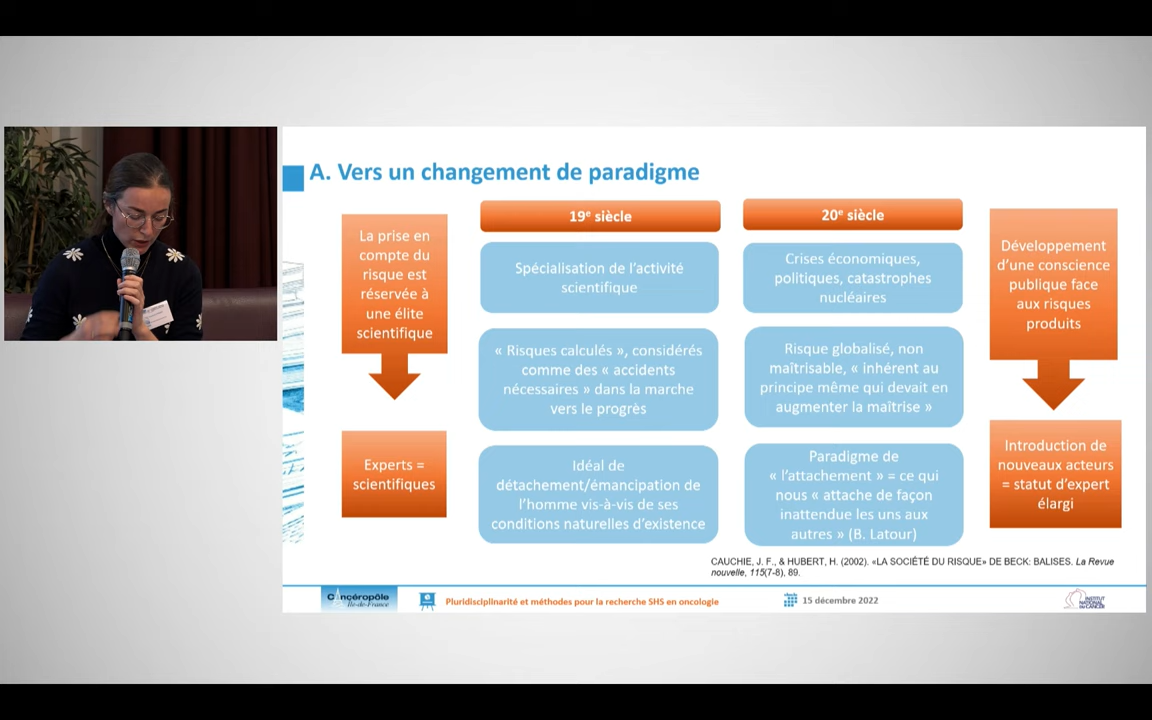 A. Vers un changement de paradigme
La prise en
compte du
risque est
réservée à
une élite
scientifique
Experts =
scientifiques
19e siècle
Spécialisation de l'activité
scientifique
« Risques calculés », considérés
comme des « accidents
nécessaires » dans la marche
vers le progrès
Idéal de
détachement/émancipation de
l'homme vis-à-vis de ses
conditions naturelles d'existence
20e siècle
Crises économiques,
politiques, catastrophes
nucléaires
Risque globalisé, non
maîtrisable, « inhérent au
principe même qui devait en
augmenter la maîtrise »
Paradigme de
« l'attachement » = ce qui
nous « attache de façon
inattendue les uns aux
autres » (B. Latour)
Développement
d'une conscience
publique face
aux risques
produits
Introduction de
nouveaux acteurs
= statut d'expert
élargi
CAUCHIE, J. F., & HUBERT, H. (2002). «LA SOCIÉTÉ DU RISQUE» DE BECK: BALISES. La Revue
nouvelle, 115(7-8), 89.
Cancéropôle
Île-de-France
Pluridisciplinarité et méthodes pour la recherche SHS en oncologie
15 décembre 2022
INSTITUT
NATIONAL
DU CANCER